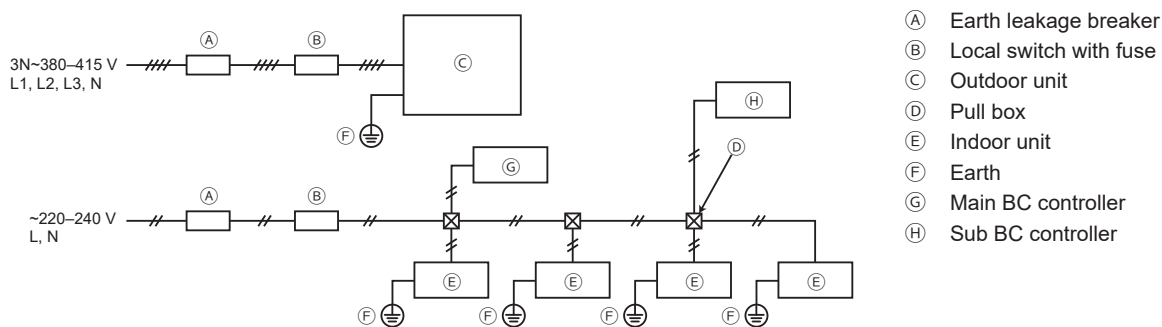 Ⓐ
Ⓑ
3N~380–415 V
L1, L2, L3, N
Ⓒ
Ⓕ
Ⓗ
Ⓓ
Ⓖ
Ⓐ
Ⓑ
~220–240 V
L, N
Ⓔ
Ⓔ
Ⓔ
Ⓔ
Ⓕ
Ⓕ
Ⓕ
Ⓕ
Ⓐ Earth leakage breaker
Ⓑ Local switch with fuse
Ⓒ Outdoor unit
Ⓓ Pull box
Ⓔ Indoor unit
Ⓕ Earth
Ⓖ Main BC controller
Ⓗ Sub BC controller